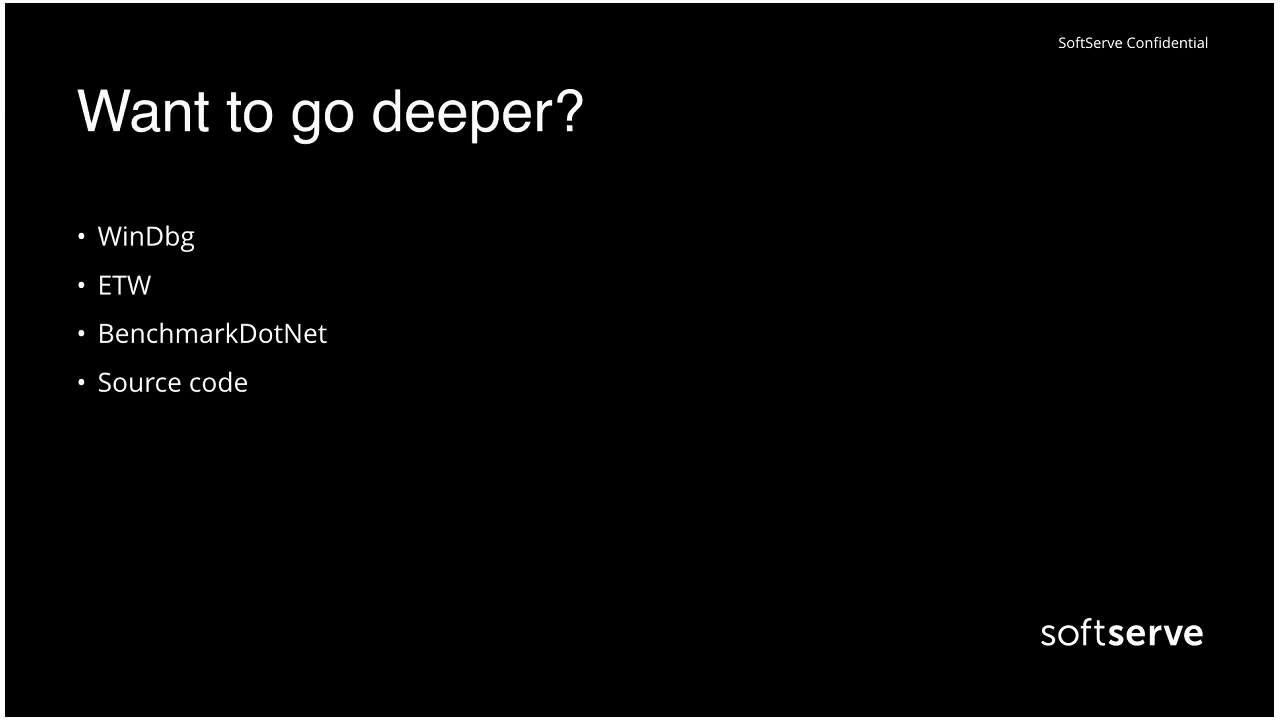 SoftServe Confidential
Want to go deeper?
• WinDbg
• ETW
• BenchmarkDotNet
• Source code
softserve